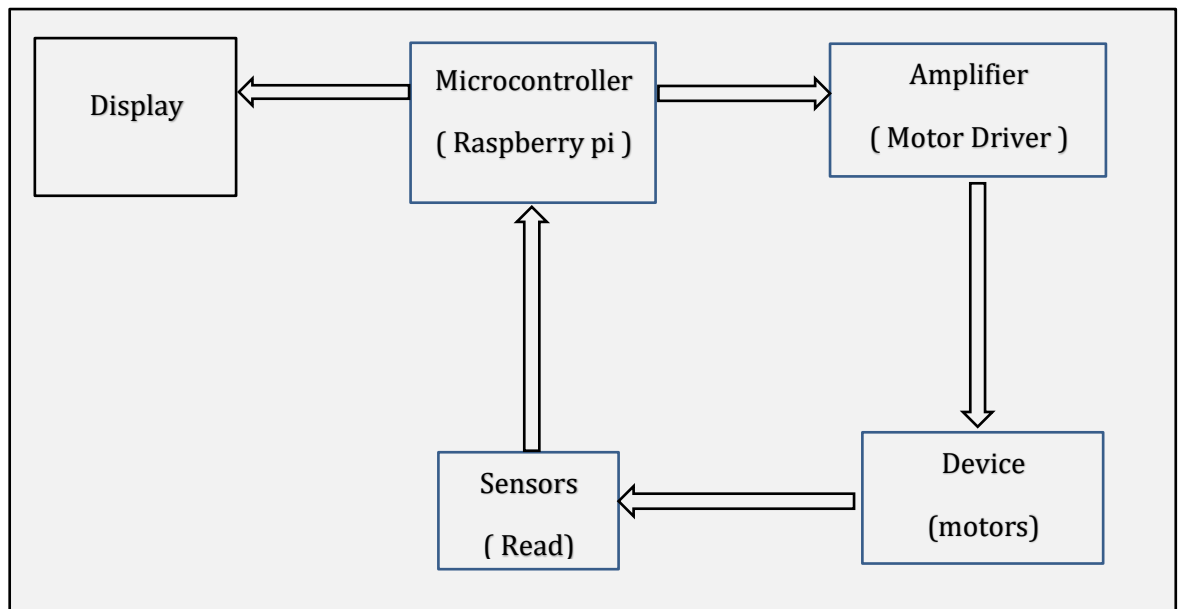 Display
Microcontroller
( Raspberry pi )
Amplifier
( Motor Driver )
Sensors
( Read)
Device
(motors)